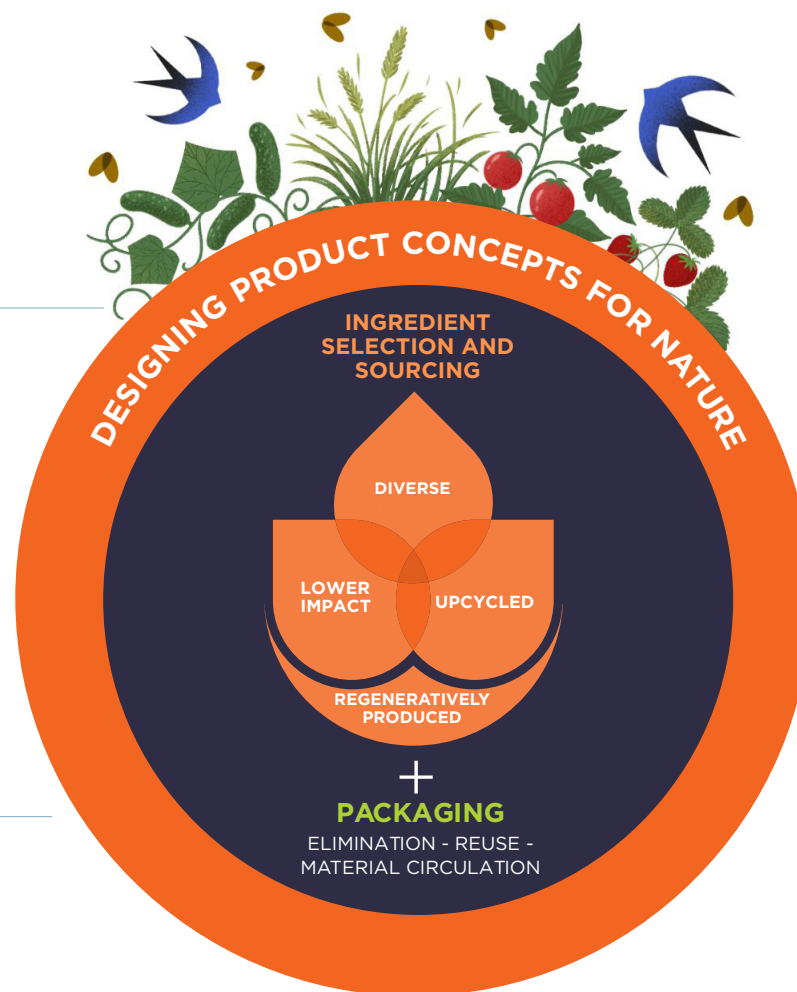 DESIGNING PRODUCT CONCEPTS FOR NATURE
INGREDIENT
SELECTION AND
SOURCING
DIVERSE
LOWER
IMPACT
UPCYCLED
REGENERATIVELY
PRODUCED
+
PACKAGING
ELIMINATION - REUSE -
MATERIAL CIRCULATION